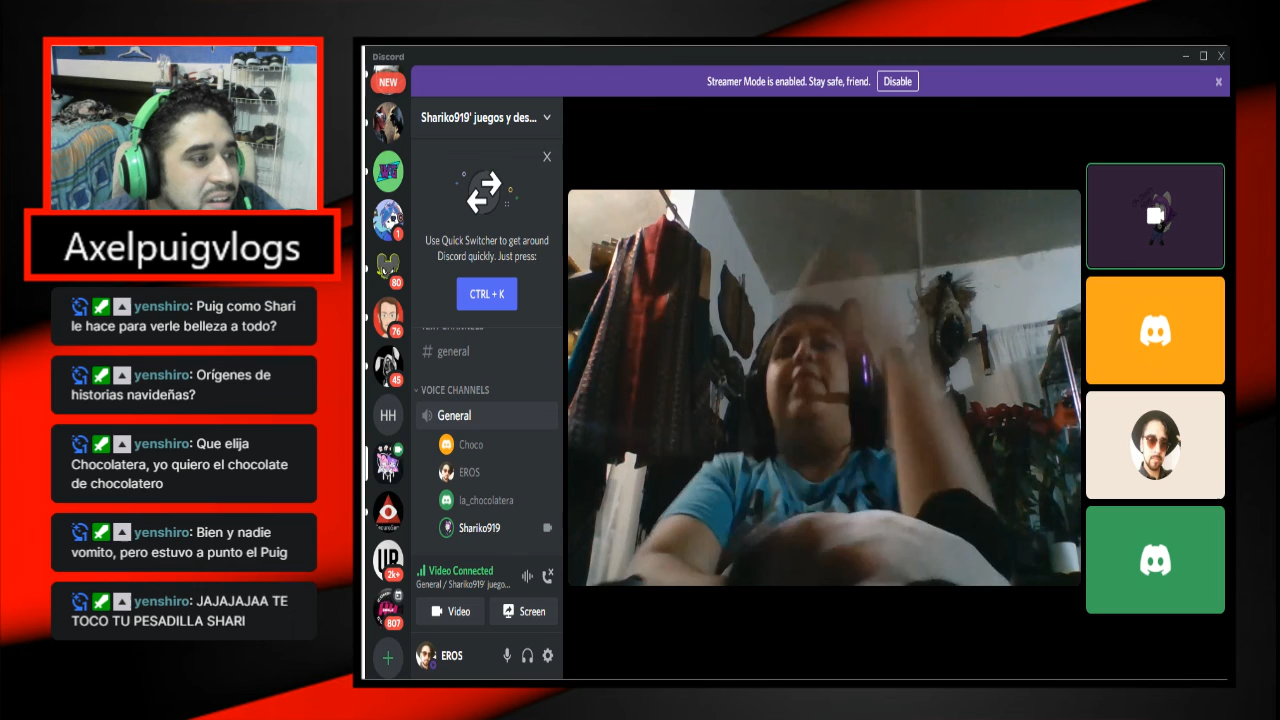 Discord
NEW
Streamer Mode is enabled. Stay safe, friend.
Disable
Shariko919' juegos y des...
Use Quick Switcher to get around
Discord quickly. Just press:
CTRL + K
# general
VOICE CHANNELS
General
Choco
EROS
la_chocolatera
Shariko919
Video Connected
General / Shariko919' juego...
Video
Screen
EROS
1
80
76
45
HH
UR
2k+
807
Axelpuigvlogs
yenshiro: Puig como Shari
le hace para verle belleza a todo?
yenshiro: Orígenes de
historias navideñas?
yenshiro: Que elija
Chocolatera, yo quiero el chocolate
de chocolatero
yenshiro: Bien y nadie
vomito, pero estuvo a punto el Puig
yenshiro: JAJAJAJAA TE
TOCO TU PESADILLA SHARI